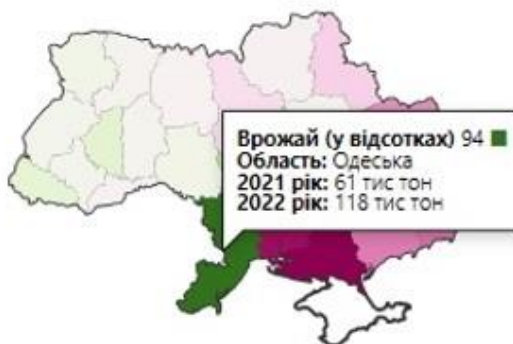 Врожай (у відсотках) 94
Область: Одеська
2021 рік: 61 тис тон
2022 рік: 118 тис тон